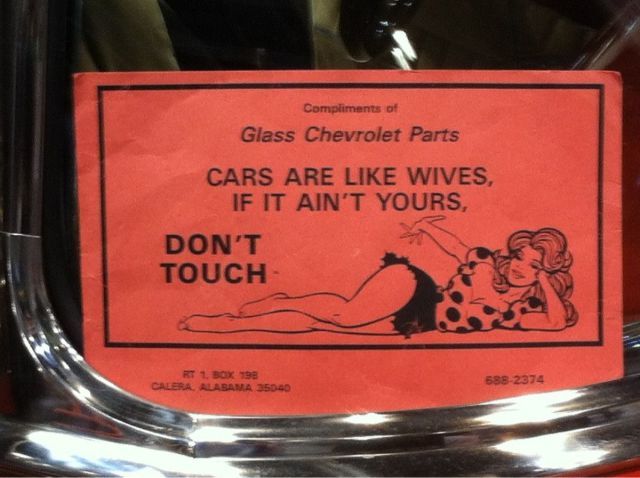 Compliments of
Glass Chevrolet Parts
CARS ARE LIKE WIVES,
IF IT AIN'T YOURS,
DON'T
TOUCH
RT 1, BOX 19B
CALERA, ALABAMA 35040
688-2374